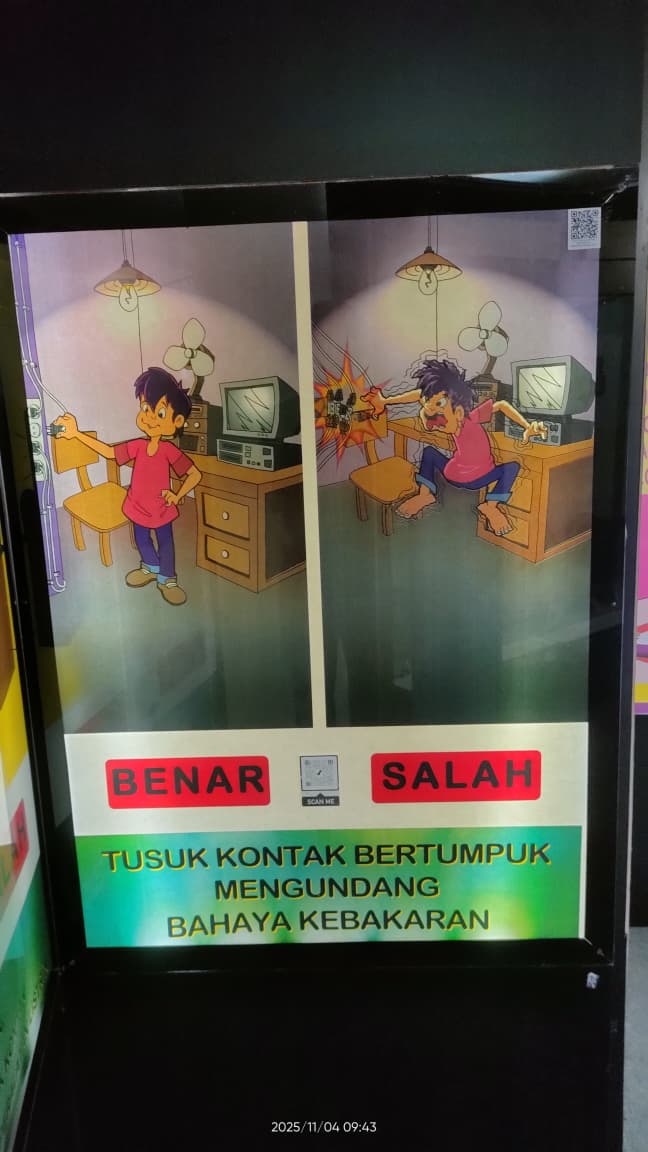 BENAR
SCAN ME
SALAH
TUSUK KONTAK BERTUMPUK
MENGUNDANG
BAHAYA KEBAKARAN
2025/11/04 09:43